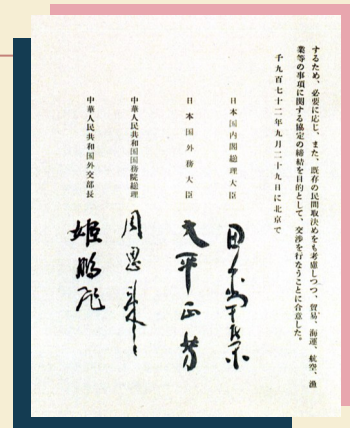 するため、必要に応じ、また、既存の民間取決めをも考慮しつつ、貿易、海運、航空、漁
業等の事項に関する協定の締結を目的として、交渉を行なうことに合意した。
千九百七十二年九月二十九日に北京で
日本国内閣総理大臣
田中角栄
日本国外務大臣
大平正芳
中華人民共和国国務院総理
周恩来
中華人民共和国外交部長
姫鵬飛